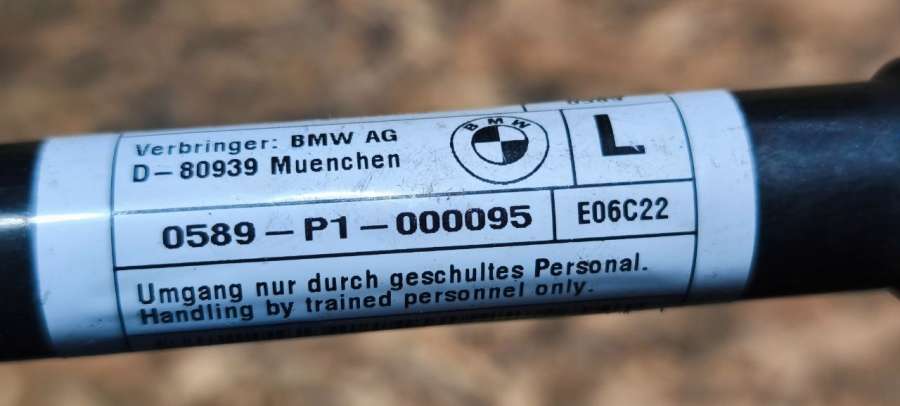 Verbringer: BMW AG
D-80939 Muenchen
BMW
L
0589-P1-000095
E06C22
Umgang nur durch geschultes Personal.
Handling by trained personnel only.